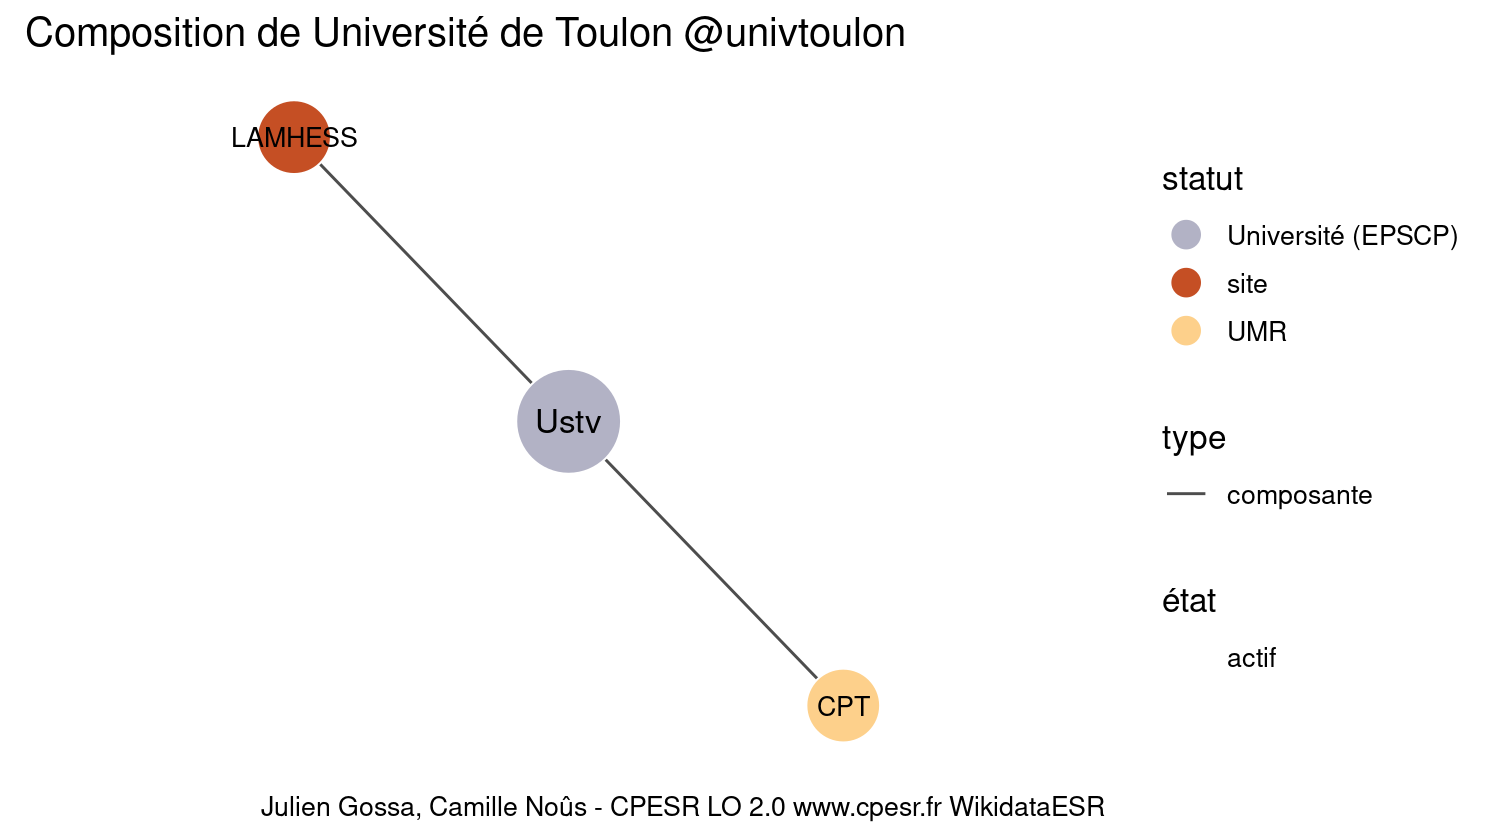 Composition de Université de Toulon @univtoulon
LAMHESS
Ustv
CPT
statut
Université (EPSCP)
site
UMR
type
composante
état
actif
Julien Gossa, Camille Noûs - CPESR LO 2.0 www.cpesr.fr WikidataESR